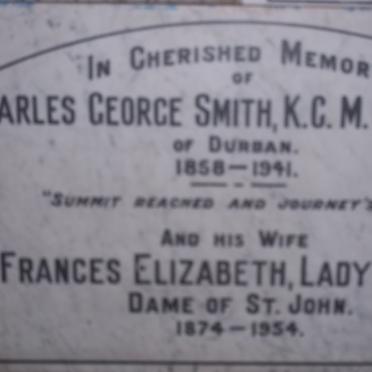 IN CHERISHED MEMOR
OF
ARLES GEORGE SMITH, K.C.M.
OF DURBAN.
1858—1941.
"SUMMIT REACHED AND JOURNEY'S
AND HIS WIFE
FRANCES ELIZABETH, LADY
DAME OF ST. JOHN.
1874—1954.